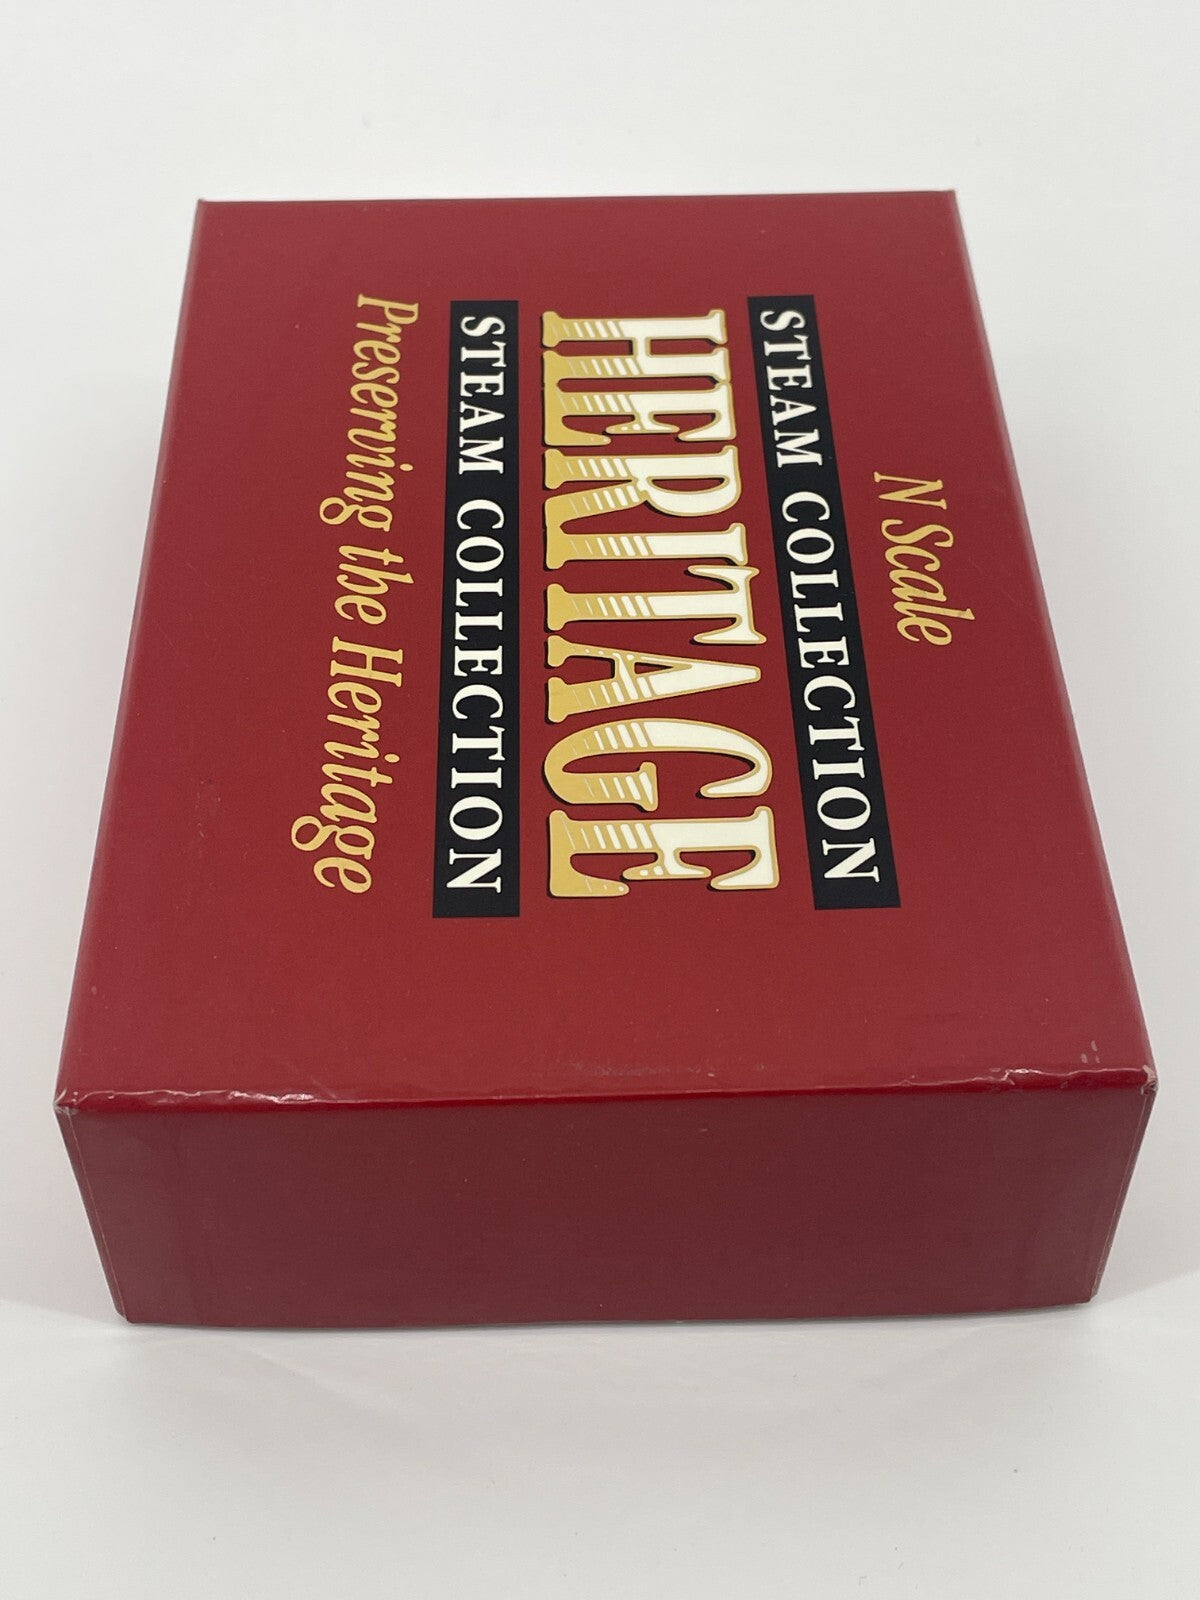 N Scale
STEAM COLLECTION
HERITAGE
STEAM COLLECTION
Preserving the Heritage